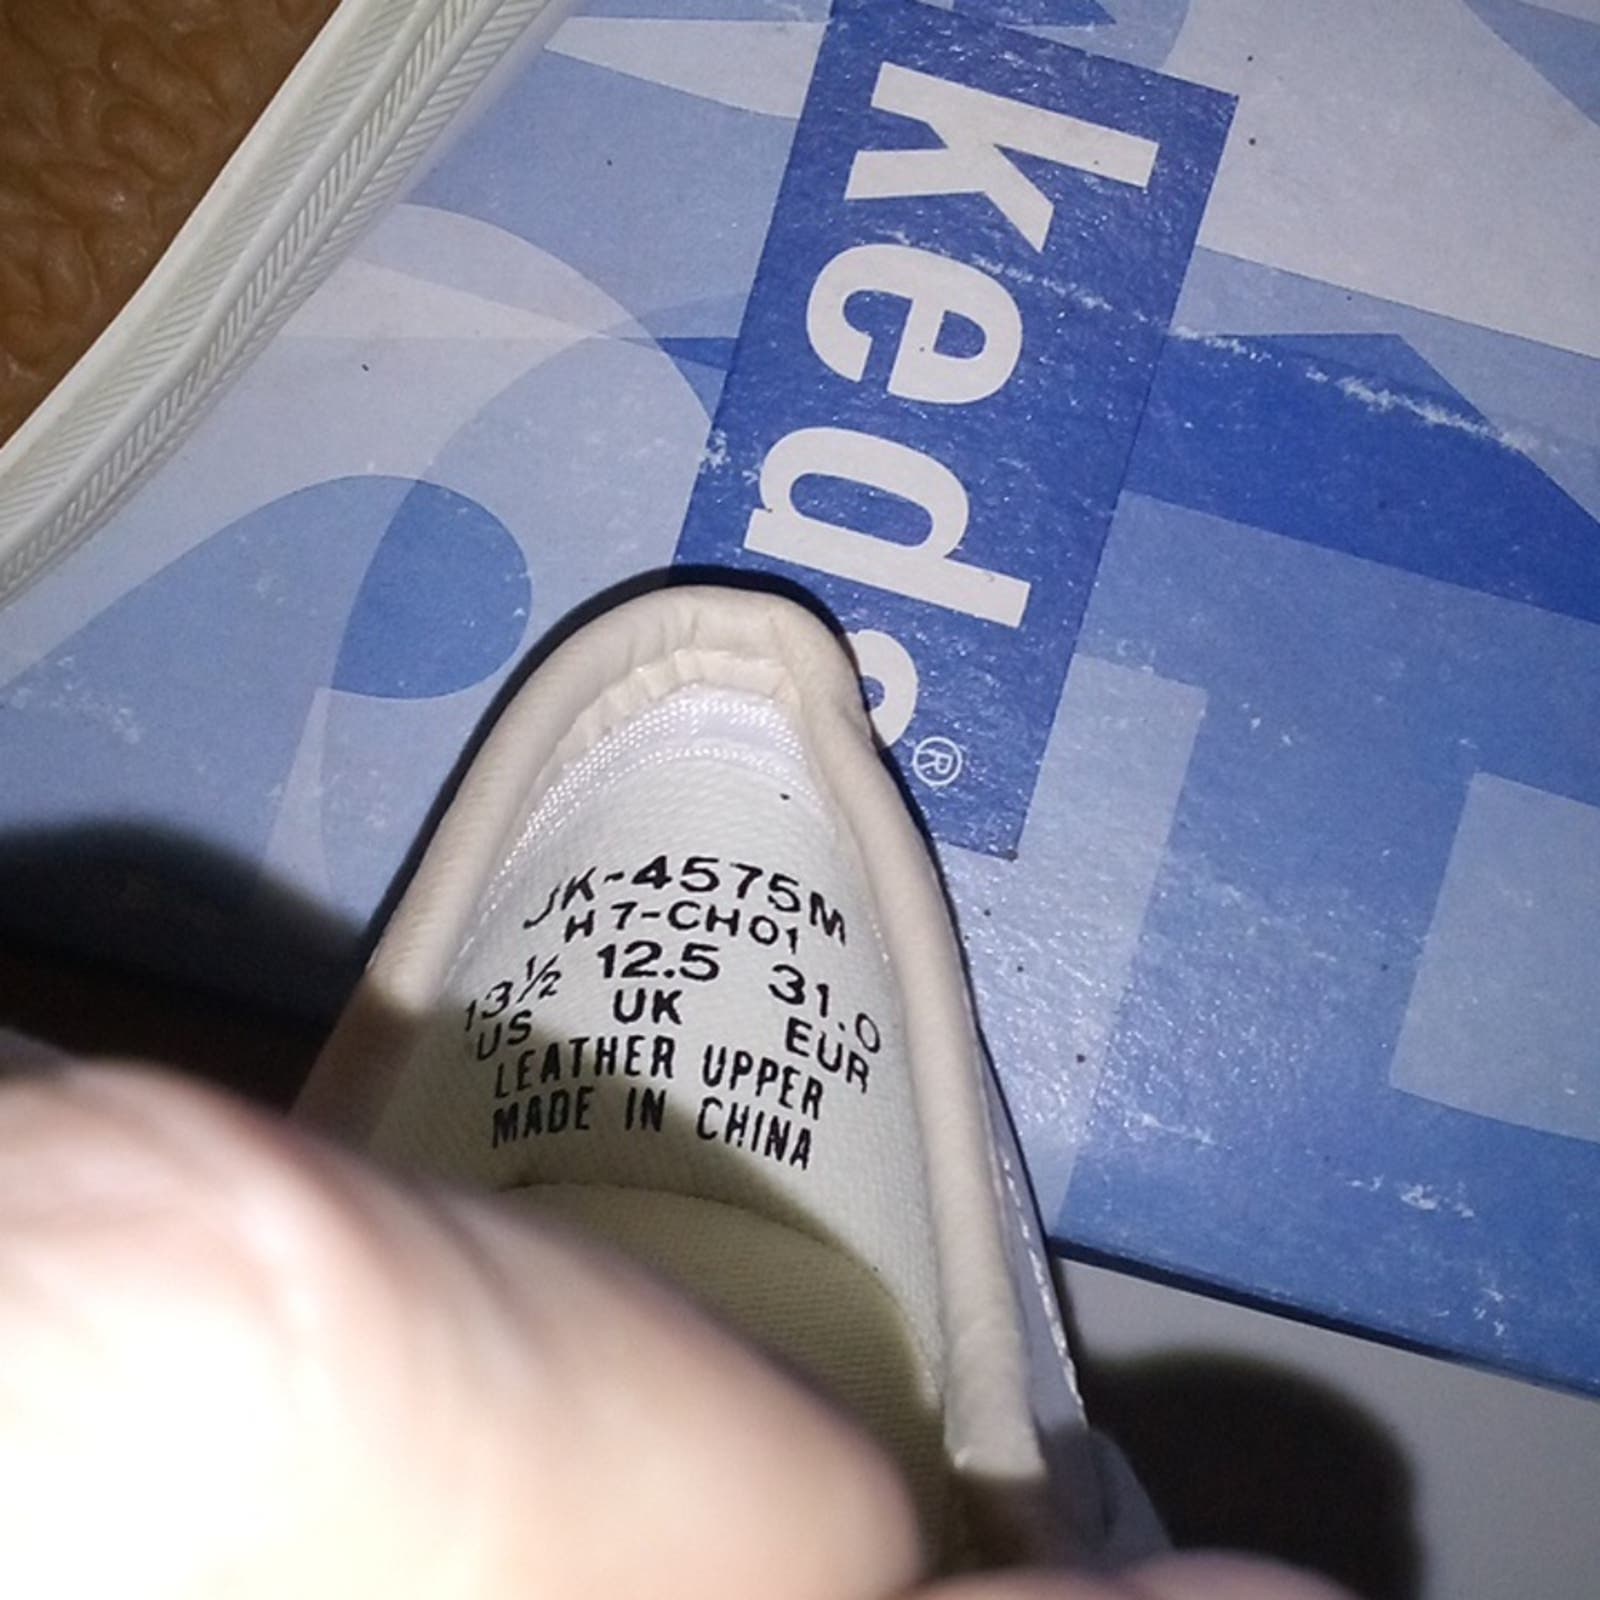 keds®
JK-4575M
H7-CH01
13½ 12.5 31.0
US UK EUR
LEATHER UPPER
MADE IN CHINA